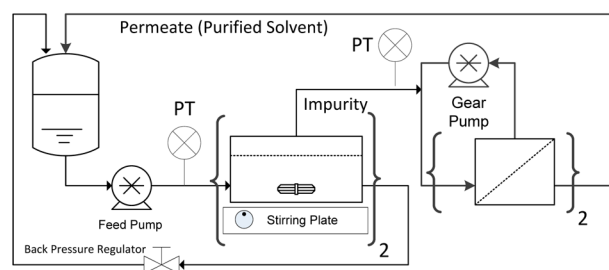 Permeate (Purified Solvent)
PT
PT
Impurity
Gear
Pump
Feed Pump
Stirring Plate
2
2
Back Pressure Regulator